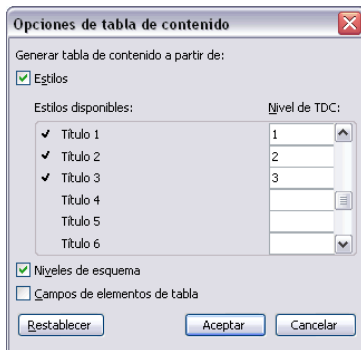 Opciones de tabla de contenido
Generar tabla de contenido a partir de:
Estilos
Estilos disponibles: Nivel de TDC:
Título 1 1
Título 2 2
Título 3 3
Título 4
Título 5
Título 6
Niveles de esquema
Campos de elementos de tabla
Restablecer Aceptar Cancelar